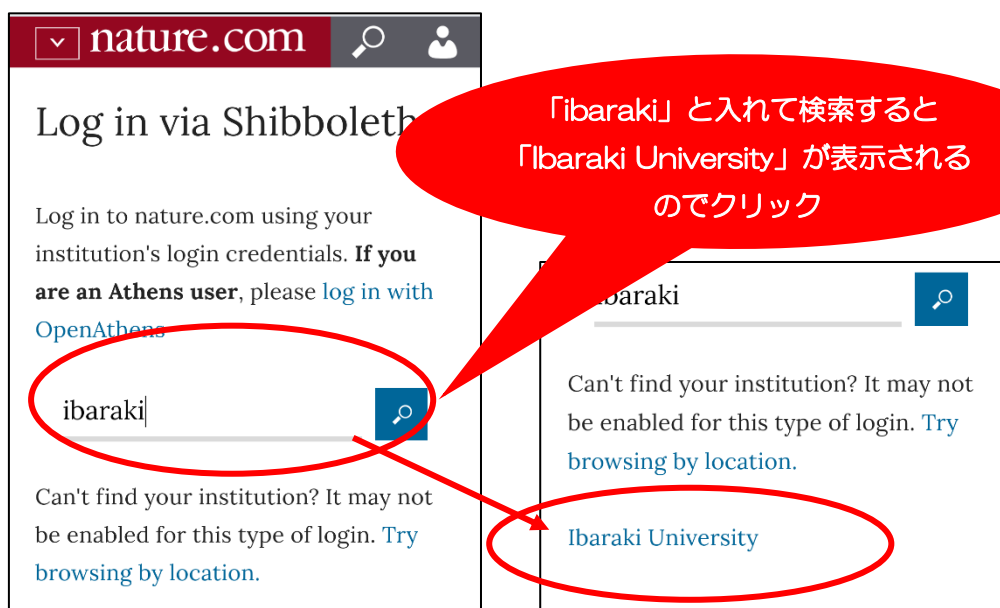 nature.com
Log in via Shibboleth
Log in to nature.com using your
institution's login credentials. If you
are an Athens user, please log in with
OpenAthens
ibaraki
Can't find your institution? It may not
be enabled for this type of login. Try
browsing by location.
「ibaraki」と入れて検索すると
「Ibaraki University」が表示される
のでクリック
ibaraki
Can't find your institution? It may not
be enabled for this type of login. Try
browsing by location.
Ibaraki University